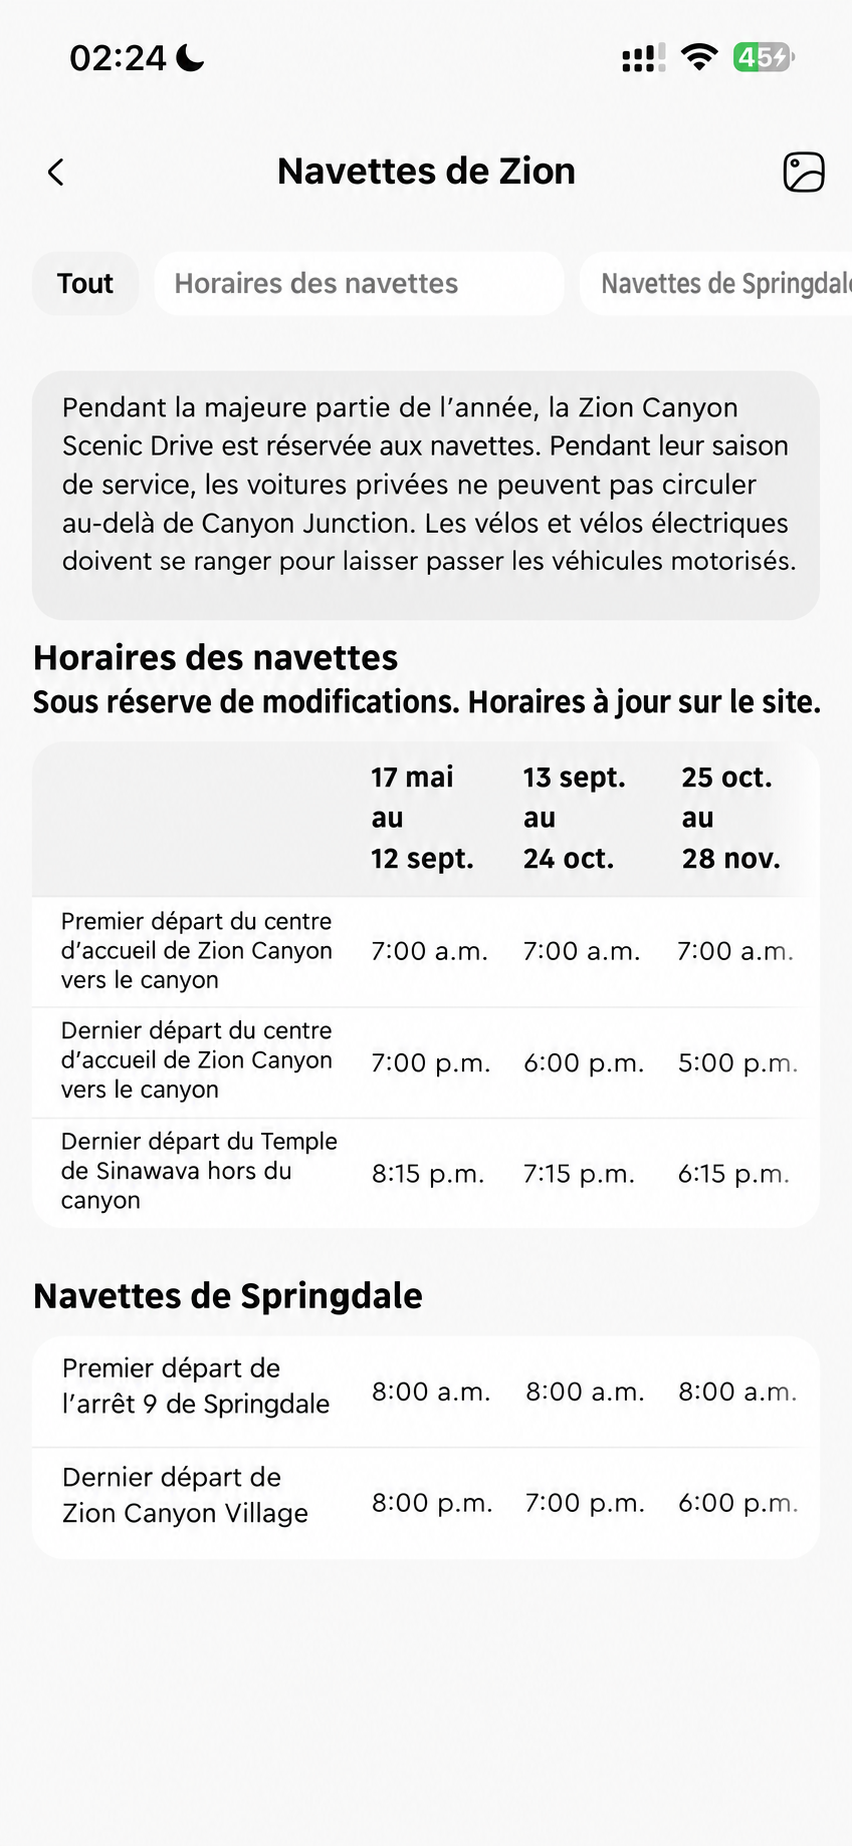 02:24
45
Navettes de Zion
Tout
Horaires des navettes
Navettes de Springdale
Pendant la majeure partie de l’année, la Zion Canyon
Scenic Drive est réservée aux navettes. Pendant leur saison
de service, les voitures privées ne peuvent pas circuler
au-delà de Canyon Junction. Les vélos et vélos électriques
doivent se ranger pour laisser passer les véhicules motorisés.
Horaires des navettes
Sous réserve de modifications. Horaires à jour sur le site.
17 mai au 12 sept.
13 sept. au 24 oct.
25 oct. au 28 nov.
Premier départ du centre
d’accueil de Zion Canyon
vers le canyon
7:00 a.m. 7:00 a.m. 7:00 a.m.
Dernier départ du centre
d’accueil de Zion Canyon
vers le canyon
7:00 p.m. 6:00 p.m. 5:00 p.m.
Dernier départ du Temple
de Sinawava hors du
canyon
8:15 p.m. 7:15 p.m. 6:15 p.m.
Navettes de Springdale
Premier départ de
l’arrêt 9 de Springdale
8:00 a.m. 8:00 a.m. 8:00 a.m.
Dernier départ de
Zion Canyon Village
8:00 p.m. 7:00 p.m. 6:00 p.m.